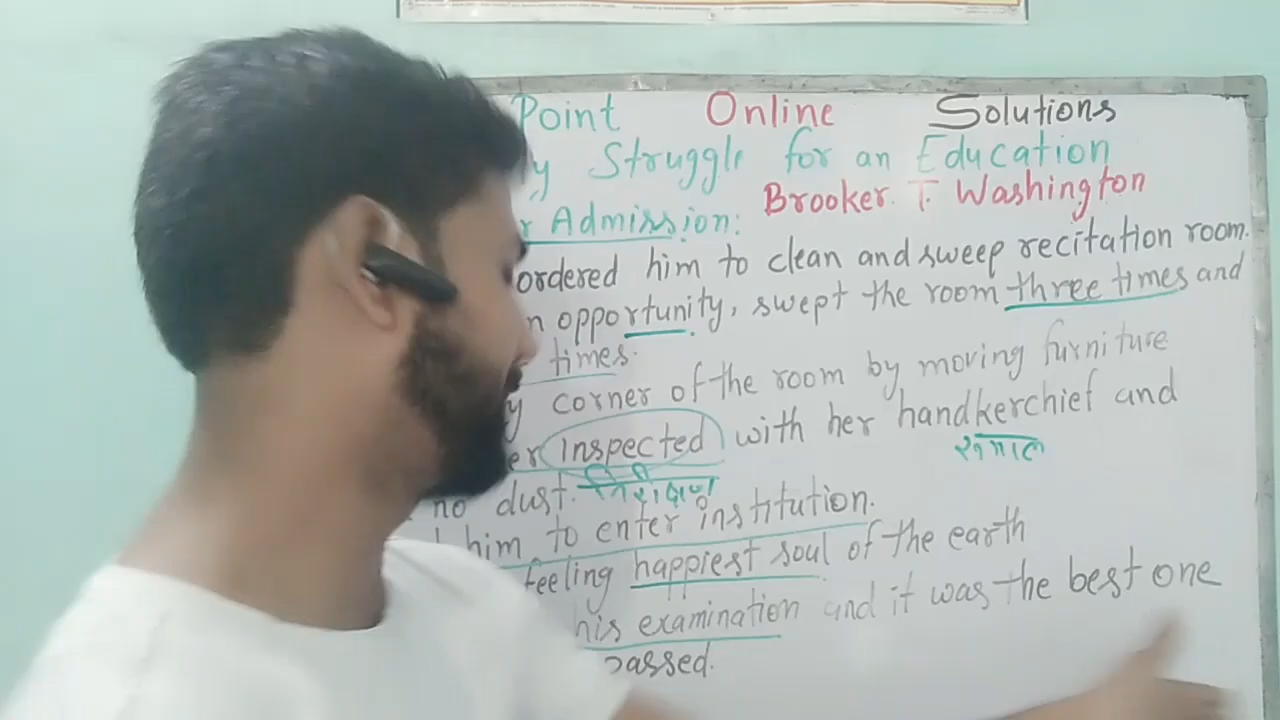 Point Online Solutions
y Struggle for an Education
Brooker T. Washington
r Admission:
ordered him to clean and sweep recitation room.
n opportunity, swept the room three times and
times.
y corner of the room by moving furniture
er inspected with her handkerchief and
रुमाल
no dust. निरीक्षण
him to enter institution.
feeling happiest soul of the earth
his examination and it was the best one
passed.